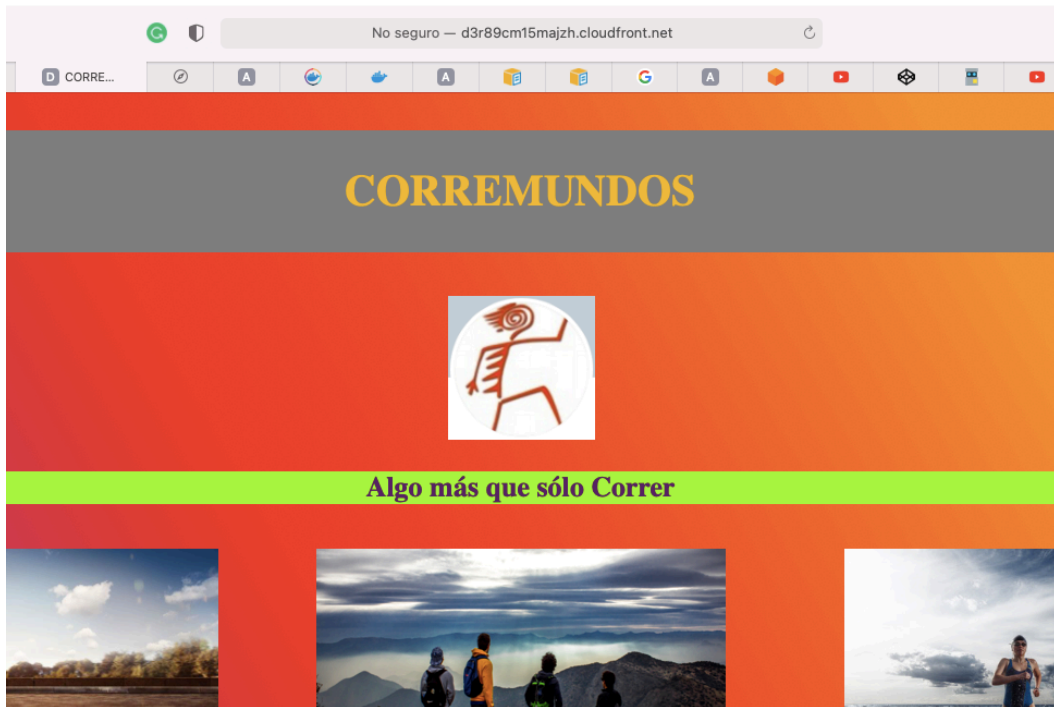 No seguro — d3r89cm15majzh.cloudfront.net
D CORRE... A A G A
CORREMUNDOS
Algo más que sólo Correr